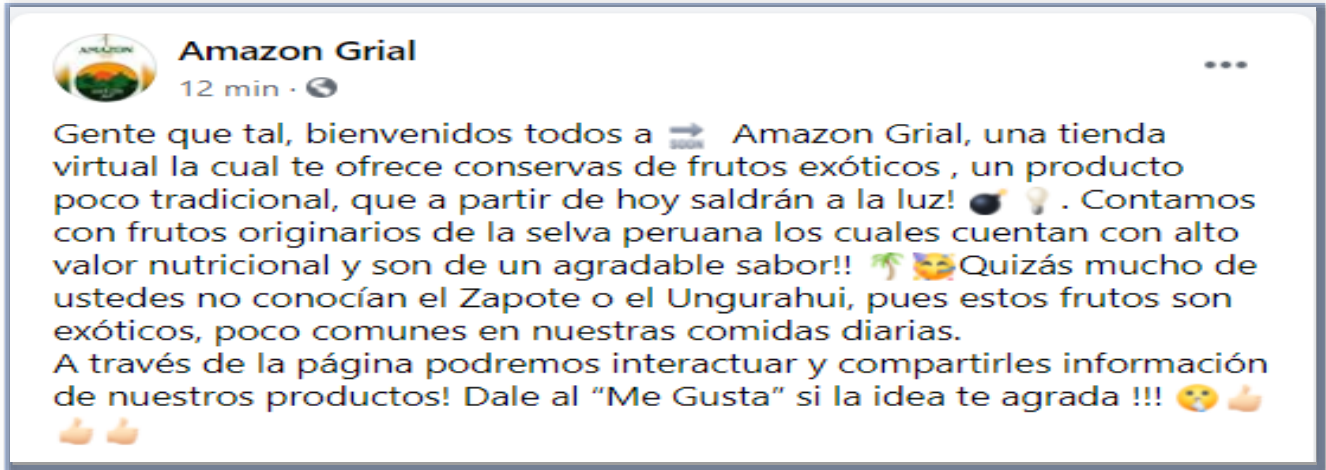 AMAZON
Amazon Grial
12 min ·
Gente que tal, bienvenidos todos a 🔜 Amazon Grial, una tienda
virtual la cual te ofrece conservas de frutos exóticos , un producto
poco tradicional, que a partir de hoy saldrán a la luz! 💣 💡 . Contamos
con frutos originarios de la selva peruana los cuales cuentan con alto
valor nutricional y son de un agradable sabor!! 🌴🥳Quizás mucho de
ustedes no conocían el Zapote o el Ungurahui, pues estos frutos son
exóticos, poco comunes en nuestras comidas diarias.
A través de la página podremos interactuar y compartirles información
de nuestros productos! Dale al “Me Gusta” si la idea te agrada !!! 🤫👍🏻
👍🏻👍🏻